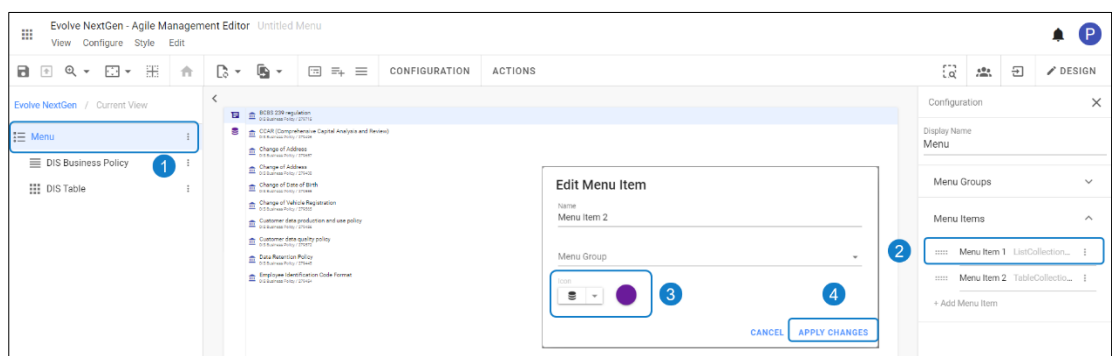 Evolve NextGen - Agile Management Editor Untitled Menu
View Configure Style Edit
P
CONFIGURATION ACTIONS
DESIGN
Evolve NextGen / Current View
Menu
1
DIS Business Policy
DIS Table
BCBS 239 regulation
CCAR (Comprehensive Capital Analysis and Review)
Change of Address
Change of Address
Change of Date of Birth
Change of Vehicle Registration
Customer data production and use policy
Customer data quality policy
Data Retention Policy
Employee Identification Code Format
Edit Menu Item
Name
Menu Item 2
Menu Group
Icon
3
4
CANCEL APPLY CHANGES
Configuration
Display Name
Menu
Menu Groups
Menu Items
2
Menu Item 1 ListCollection...
Menu Item 2 TableCollectio...
+ Add Menu Item